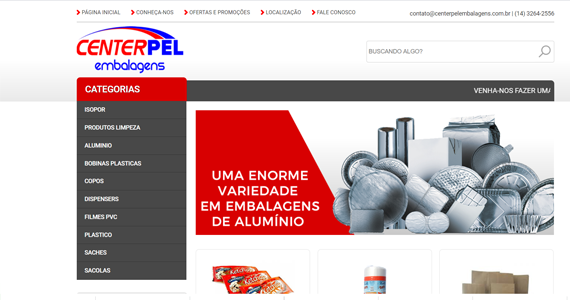 PÁGINA INICIAL CONHEÇA-NOS OFERTAS E PROMOÇÕES LOCALIZAÇÃO FALE CONOSCO
contato@centerpelembalagens.com.br | (14) 3264-2556
CENTERPEL
embalagens
BUSCANDO ALGO?
CATEGORIAS
VENHA-NOS FAZER UMA
ISOPOR
PRODUTOS LIMPEZA
ALUMINIO
BOBINAS PLASTICAS
COPOS
DISPENSERS
FILMES PVC
PLASTICO
SACHES
SACOLAS
UMA ENORME
VARIEDADE
EM EMBALAGENS
DE ALUMÍNIO